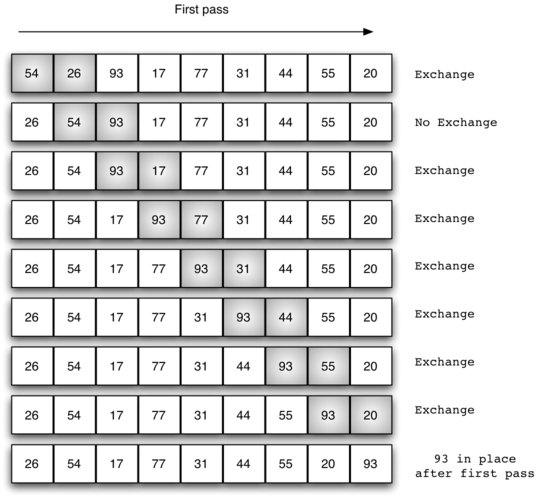 First pass
54 26 93 17 77 31 44 55 20 Exchange
26 54 93 17 77 31 44 55 20 No Exchange
26 54 93 17 77 31 44 55 20 Exchange
26 54 17 93 77 31 44 55 20 Exchange
26 54 17 77 93 31 44 55 20 Exchange
26 54 17 77 31 93 44 55 20 Exchange
26 54 17 77 31 44 93 55 20 Exchange
26 54 17 77 31 44 55 93 20 Exchange
26 54 17 77 31 44 55 20 93 93 in place
after first pass